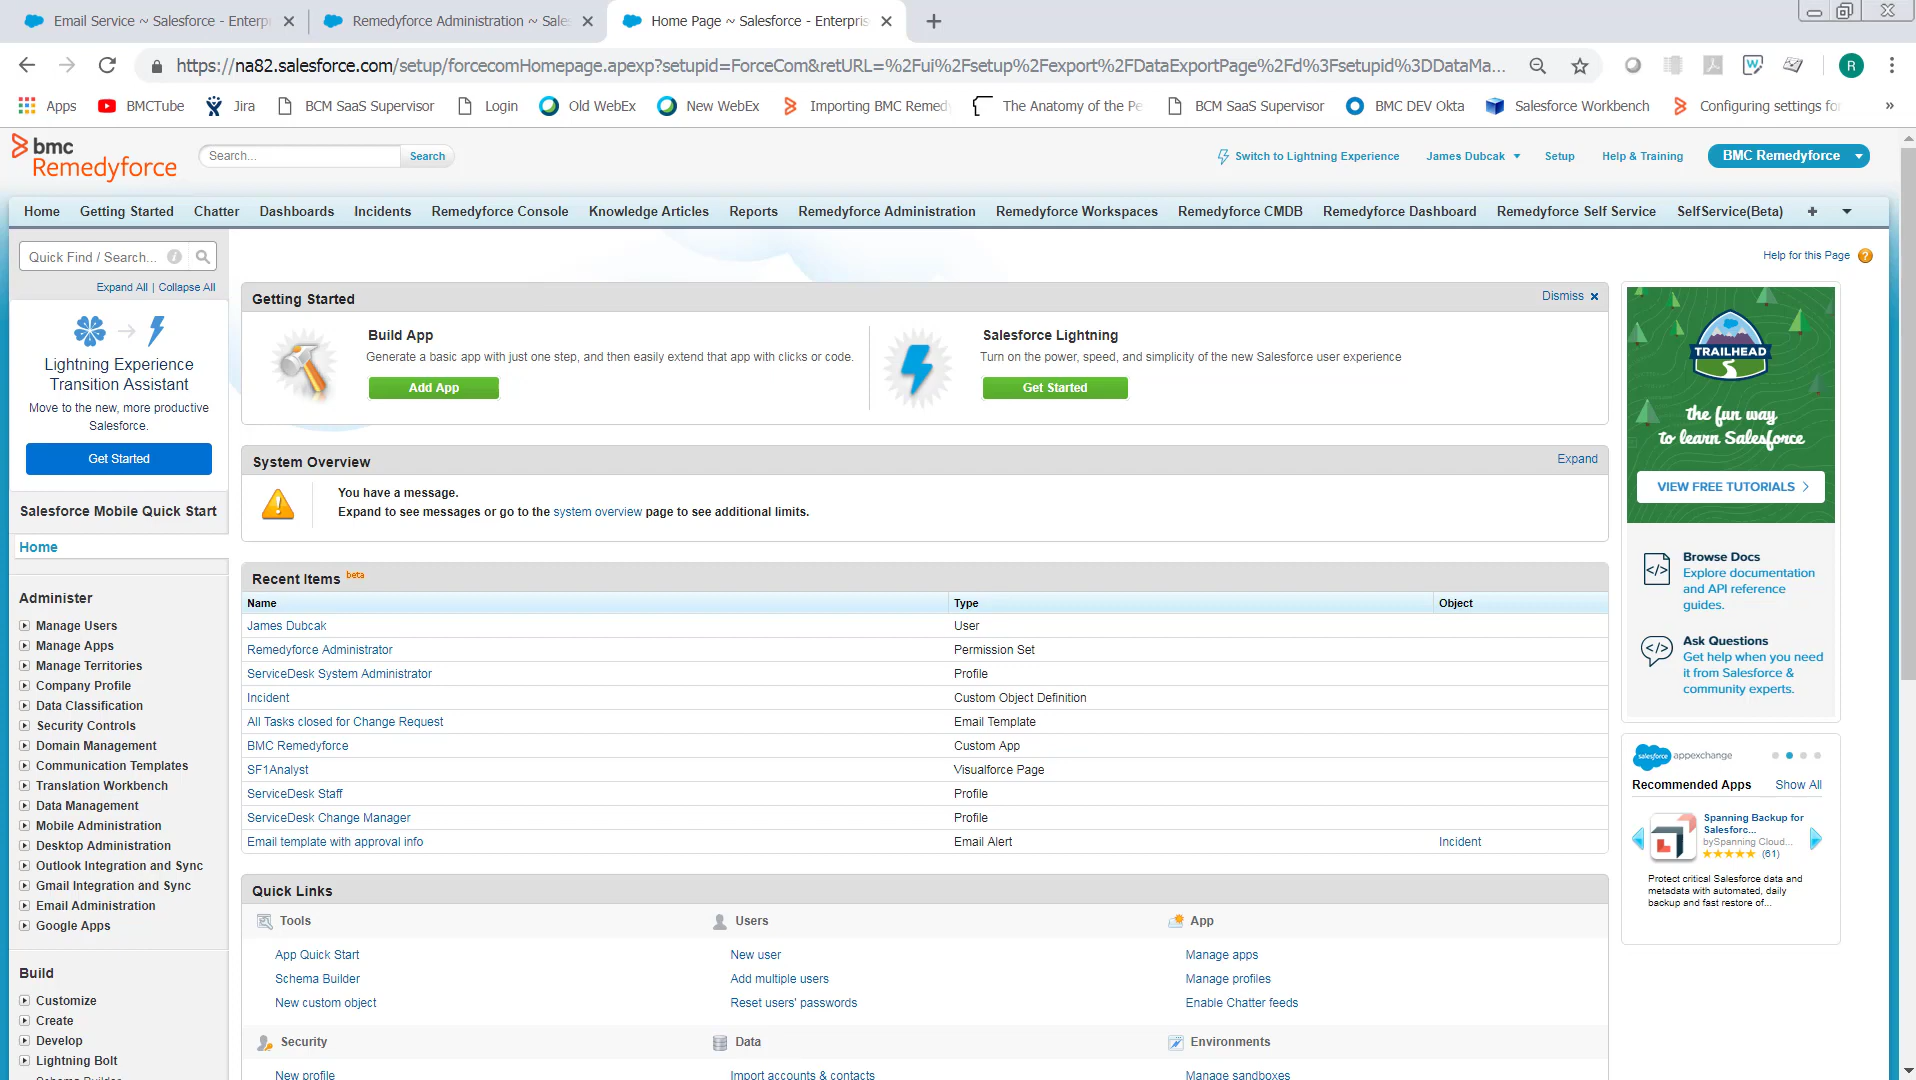 Email Service ~ Salesforce - Enterp
Remedyforce Administration ~ Sale
Home Page ~ Salesforce - Enterpris
https://na82.salesforce.com/setup/forcecomHomepage.apexp?setupid=ForceCom&retURL=%2Fui%2Fsetup%2Fexport%2FDataExportPage%2Fd%3Fsetupid%3DDataMa...
R
Apps
BMCTube
Jira
BCM SaaS Supervisor
Login
Old WebEx
New WebEx
Importing BMC Remed
The Anatomy of the Pe
BCM SaaS Supervisor
BMC DEV Okta
Salesforce Workbench
Configuring settings for
»
bmc
Remedyforce
Search...
Search
Switch to Lightning Experience
James Dubcak
Setup
Help & Training
BMC Remedyforce
Home
Getting Started
Chatter
Dashboards
Incidents
Remedyforce Console
Knowledge Articles
Reports
Remedyforce Administration
Remedyforce Workspaces
Remedyforce CMDB
Remedyforce Dashboard
Remedyforce Self Service
SelfService(Beta)
+
Quick Find / Search...
Expand All | Collapse All
Lightning Experience
Transition Assistant
Move to the new, more productive
Salesforce.
Get Started
Salesforce Mobile Quick Start
Home
Administer
Manage Users
Manage Apps
Manage Territories
Company Profile
Data Classification
Security Controls
Domain Management
Communication Templates
Translation Workbench
Data Management
Mobile Administration
Desktop Administration
Outlook Integration and Sync
Gmail Integration and Sync
Email Administration
Google Apps
Build
Customize
Create
Develop
Lightning Bolt
Schema Builder
Help for this Page
Getting Started
Dismiss
Build App
Generate a basic app with just one step, and then easily extend that app with clicks or code.
Add App
Salesforce Lightning
Turn on the power, speed, and simplicity of the new Salesforce user experience
Get Started
System Overview
Expand
You have a message.
Expand to see messages or go to the system overview page to see additional limits.
Recent Items beta
Name Type Object
James Dubcak User
Remedyforce Administrator Permission Set
ServiceDesk System Administrator Profile
Incident Custom Object Definition
All Tasks closed for Change Request Email Template
BMC Remedyforce Custom App
SF1Analyst Visualforce Page
ServiceDesk Staff Profile
ServiceDesk Change Manager Profile
Email template with approval info Email Alert Incident
Quick Links
Tools
Users
App
App Quick Start
New user
Manage apps
Schema Builder
Add multiple users
Manage profiles
New custom object
Reset users' passwords
Enable Chatter feeds
Security
Data
Environments
New profile
Import accounts & contacts
Manage sandboxes
TRAILHEAD
the fun way
to learn Salesforce
VIEW FREE TUTORIALS
Browse Docs
Explore documentation
and API reference
guides.
Ask Questions
Get help when you need
it from Salesforce &
community experts.
salesforce appexchange
Recommended Apps
Show All
Spanning Backup for
Salesforc...
bySpanning Cloud...
(61)
Protect critical Salesforce data and
metadata with automated, daily
backup and fast restore of...